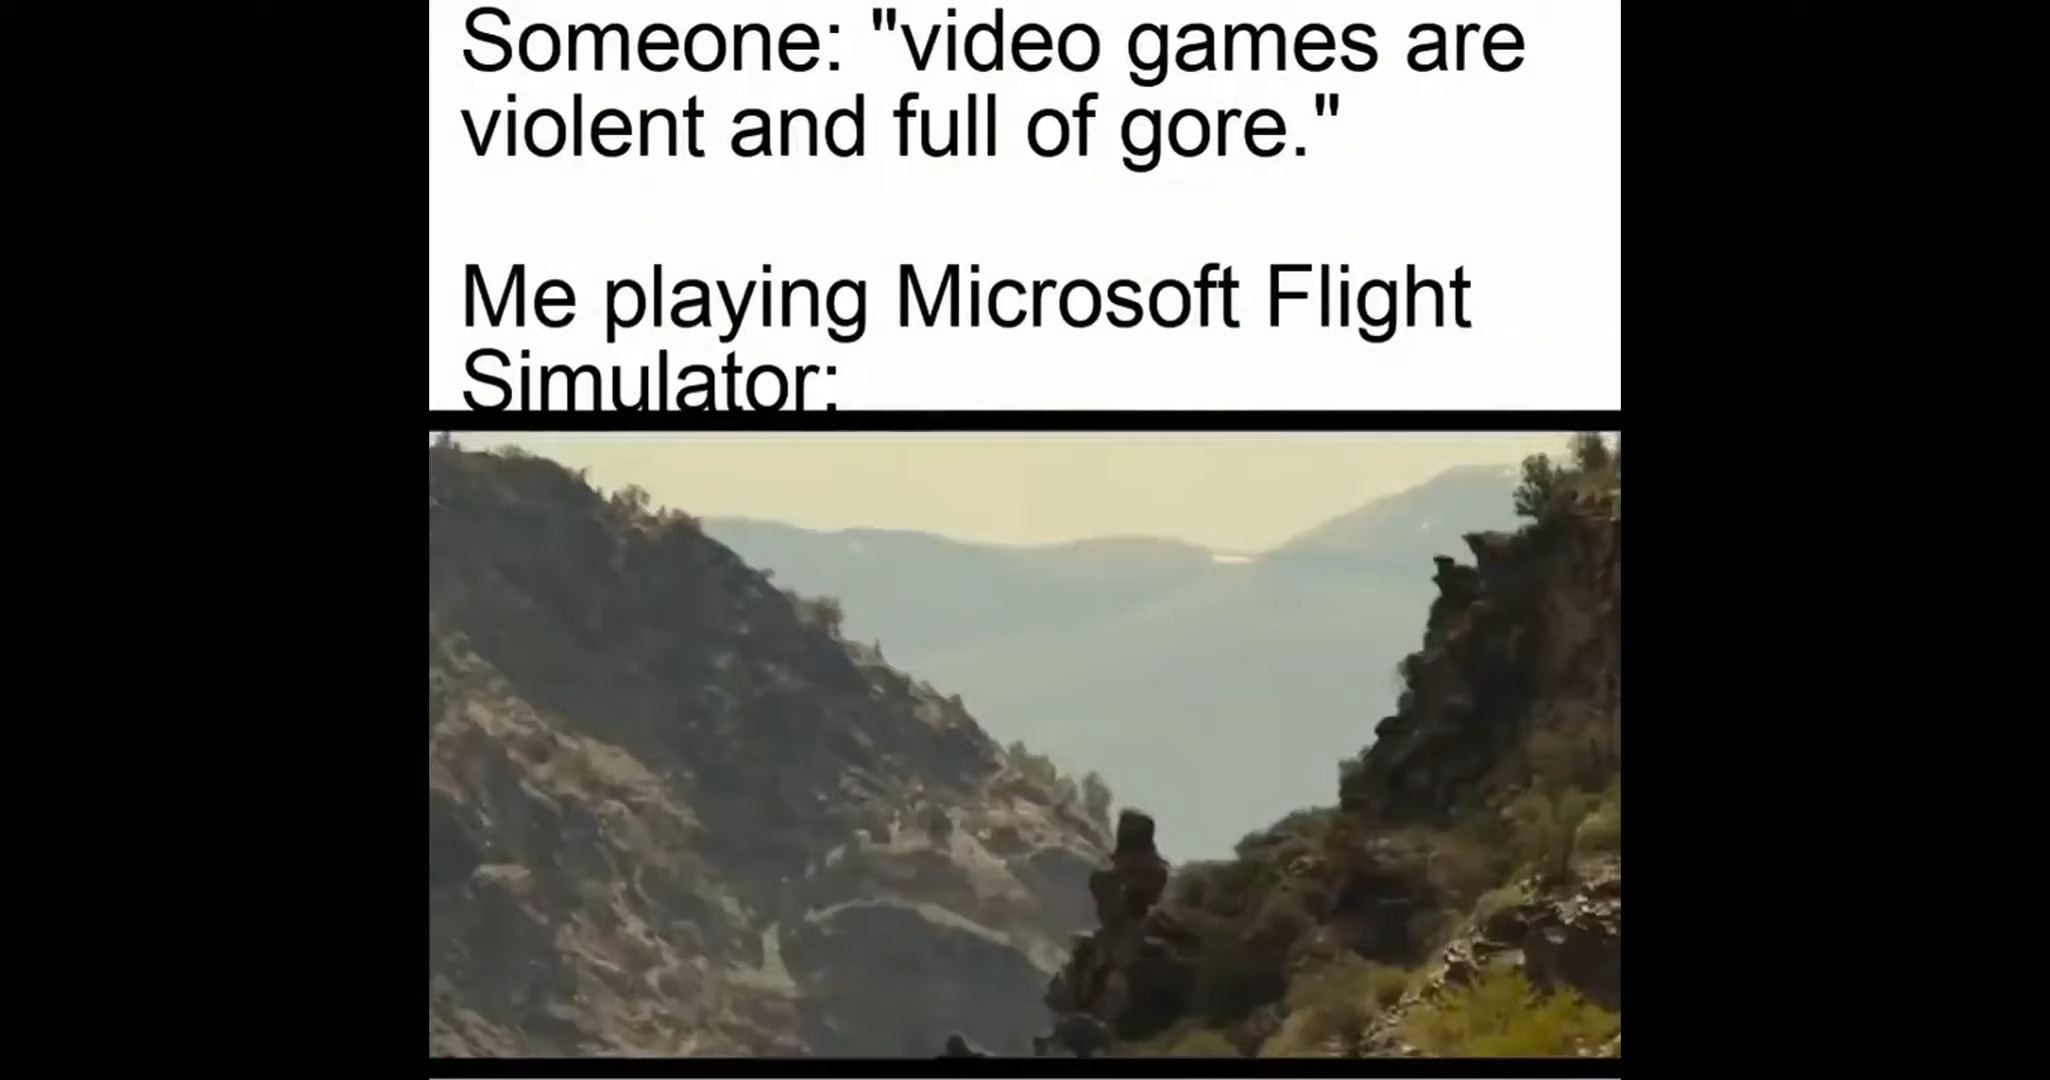 Someone: "video games are
violent and full of gore."
Me playing Microsoft Flight
Simulator: